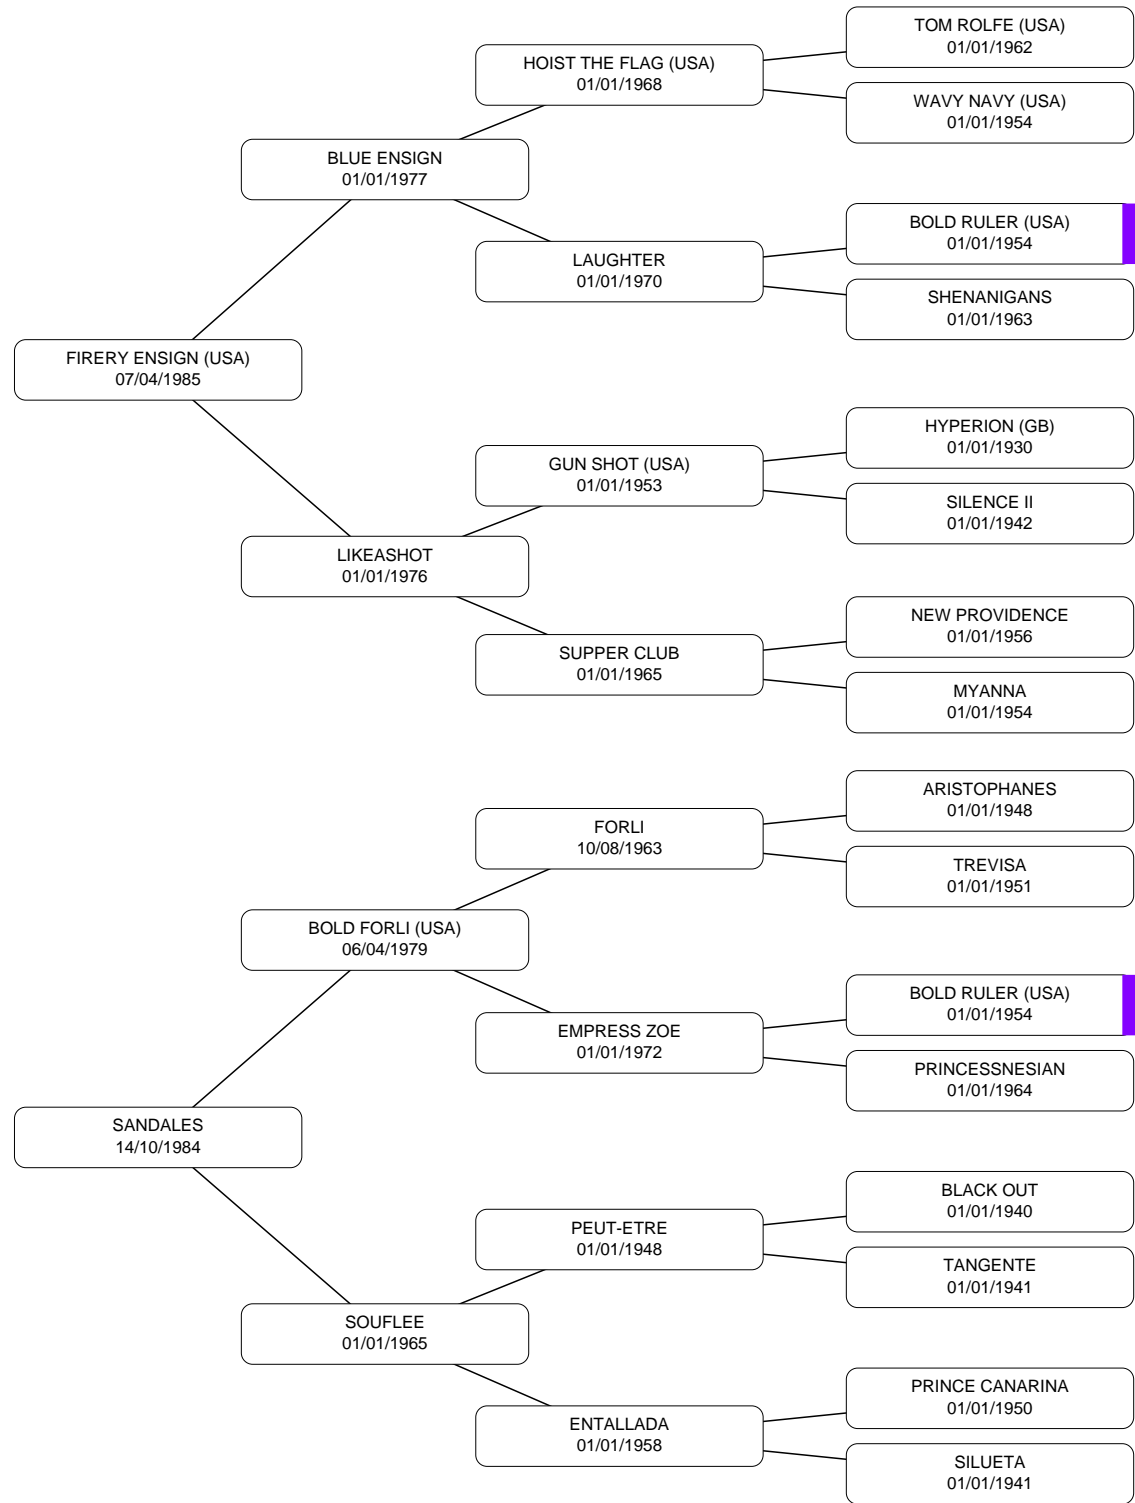 TOM ROLFE (USA)
01/01/1962
HOIST THE FLAG (USA)
01/01/1968
WAVY NAVY (USA)
01/01/1954
BLUE ENSIGN
01/01/1977
BOLD RULER (USA)
01/01/1954
LAUGHTER
01/01/1970
SHENANIGANS
01/01/1963
FIRERY ENSIGN (USA)
07/04/1985
HYPERION (GB)
01/01/1930
GUN SHOT (USA)
01/01/1953
SILENCE II
01/01/1942
LIKEASHOT
01/01/1976
NEW PROVIDENCE
01/01/1956
SUPPER CLUB
01/01/1965
MYANNA
01/01/1954
ARISTOPHANES
01/01/1948
FORLI
10/08/1963
TREVISA
01/01/1951
BOLD FORLI (USA)
06/04/1979
BOLD RULER (USA)
01/01/1954
EMPRESS ZOE
01/01/1972
PRINCESSNESIAN
01/01/1964
SANDALES
14/10/1984
BLACK OUT
01/01/1940
PEUT-ETRE
01/01/1948
TANGENTE
01/01/1941
SOUFLEE
01/01/1965
PRINCE CANARINA
01/01/1950
ENTALLADA
01/01/1958
SILUETA
01/01/1941